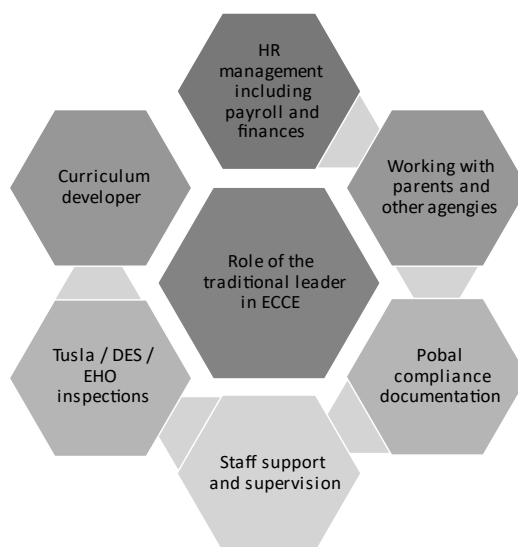 HR
management
including
payroll and
finances
Working with
parents and
other agengies
Pobal
compliance
documentation
Staff support
and supervision
Tusla / DES /
EHO
inspections
Curriculum
developer
Role of the
traditional leader
in ECCE